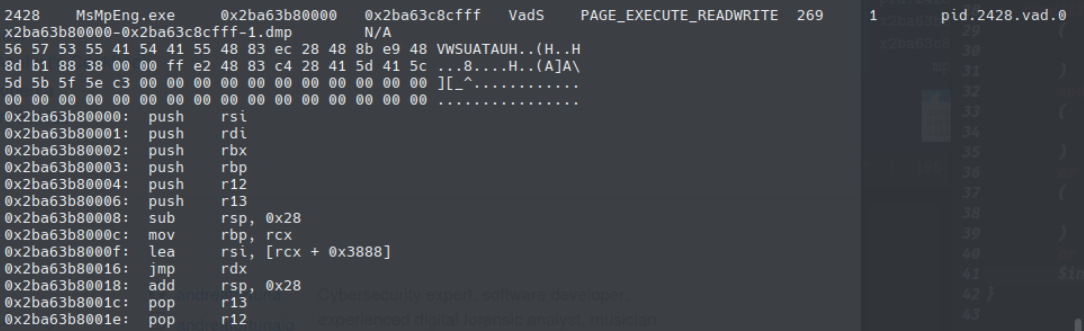 2428 MsMpEng.exe 0x2ba63b80000 0x2ba63c8cfff VadS PAGE_EXECUTE_READWRITE 269 1 pid.2428.vad.0
x2ba63b80000-0x2ba63c8cfff-1.dmp N/A
56 57 53 55 41 54 41 55 48 83 ec 28 48 8b e9 48 VWSUATAUH..(H..H
8d b1 88 38 00 00 ff e2 48 83 c4 28 41 5d 41 5c ...8....H..(A]A\
5d 5b 5f 5e c3 00 00 00 00 00 00 00 00 00 00 00 ][_^............
00 00 00 00 00 00 00 00 00 00 00 00 00 00 00 00 ................
0x2ba63b80000: push rsi
0x2ba63b80001: push rdi
0x2ba63b80002: push rbx
0x2ba63b80003: push rbp
0x2ba63b80004: push r12
0x2ba63b80006: push r13
0x2ba63b80008: sub rsp, 0x28
0x2ba63b8000c: mov rbp, rcx
0x2ba63b8000f: lea rsi, [rcx + 0x3888]
0x2ba63b80016: jmp rdx
0x2ba63b80018: add rsp, 0x28
0x2ba63b8001c: pop r13
0x2ba63b8001e: pop r12
Cybersecurity expert, software developer,
experienced digital forensic analyst, musician
29 (
31 )
32
33 (
34
35 )
36
37 (
38
39 )
40
41
42 }
43